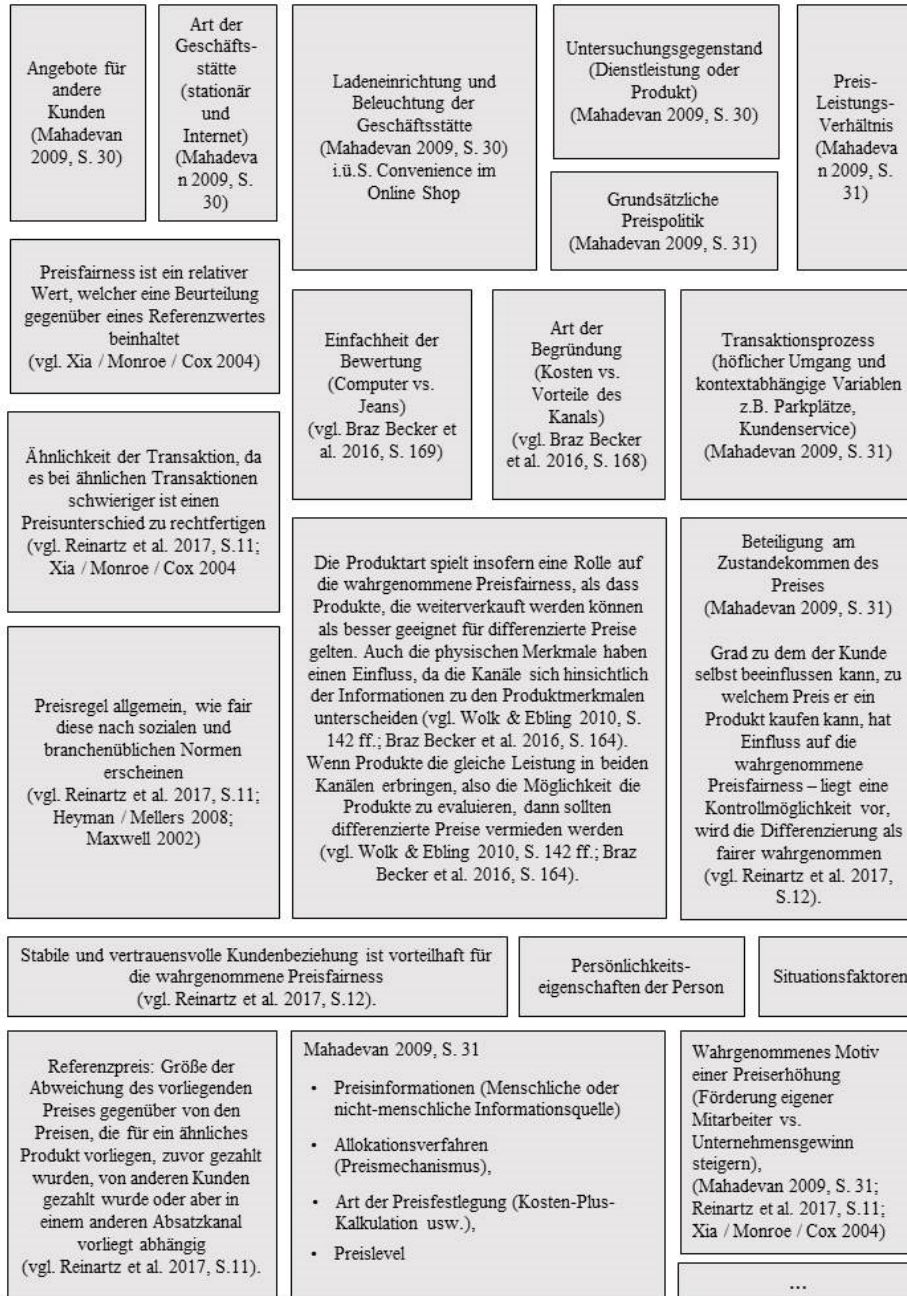 Angebote für
andere
Kunden
(Mahadevan
2009, S. 30)
Art der
Geschäfts-
stätte
(stationär
und
Internet)
(Mahadeva
n 2009, S.
30)
Ladeneinrichtung und
Beleuchtung der
Geschäftsstätte
(Mahadevan 2009, S. 30)
i.ü.S. Convenience im
Online Shop
Untersuchungsgegenstand
(Dienstleistung oder
Produkt)
(Mahadevan 2009, S. 30)
Grundsätzliche
Preispolitik
(Mahadevan 2009, S. 31)
Preis-
Leistungs-
Verhältnis
(Mahadeva
n 2009, S.
31)
Preisfairness ist ein relativer
Wert, welcher eine Beurteilung
gegenüber eines Referenzwertes
beinhaltet
(vgl. Xia / Monroe / Cox 2004)
Einfachheit der
Bewertung
(Computer vs.
Jeans)
(vgl. Braz Becker et
al. 2016, S. 169)
Art der
Begründung
(Kosten vs.
Vorteile des
Kanals)
(vgl. Braz Becker
et al. 2016, S. 168)
Transaktionsprozess
(höflicher Umgang und
kontextabhängige Variablen
z.B. Parkplätze,
Kundenservice)
(Mahadevan 2009, S. 31)
Ähnlichkeit der Transaktion, da
es bei ähnlichen Transaktionen
schwieriger ist einen
Preisunterschied zu rechtfertigen
(vgl. Reinartz et al. 2017, S.11;
Xia / Monroe / Cox 2004
Preisregel allgemein, wie fair
diese nach sozialen und
branchenüblichen Normen
erscheinen
(vgl. Reinartz et al. 2017, S.11;
Heyman / Mellers 2008;
Maxwell 2002)
Die Produktart spielt insofern eine Rolle auf
die wahrgenommene Preisfairness, als dass
Produkte, die weiterverkauft werden können
als besser geeignet für differenzierte Preise
gelten. Auch die physischen Merkmale haben
einen Einfluss, da die Kanäle sich hinsichtlich
der Informationen zu den Produktmerkmalen
unterscheiden (vgl. Wolk & Ebling 2010, S.
142 ff.; Braz Becker et al. 2016, S. 164).
Wenn Produkte die gleiche Leistung in beiden
Kanälen erbringen, also die Möglichkeit die
Produkte zu evaluieren, dann sollten
differenzierte Preise vermieden werden
(vgl. Wolk & Ebling 2010, S. 142 ff.; Braz
Becker et al. 2016, S. 164).
Beteiligung am
Zustandekommen des
Preises
(Mahadevan 2009, S. 31)
Grad zu dem der Kunde
selbst beeinflussen kann, zu
welchem Preis er ein
Produkt kaufen kann, hat
Einfluss auf die
wahrgenommene
Preisfairness – liegt eine
Kontrollmöglichkeit vor,
wird die Differenzierung als
fairer wahrgenommen
(vgl. Reinartz et al. 2017,
S.12).
Stabile und vertrauensvolle Kundenbeziehung ist vorteilhaft für
die wahrgenommene Preisfairness
(vgl. Reinartz et al. 2017, S.12).
Persönlichkeits-
eigenschaften der Person
Situationsfaktoren
Referenzpreis: Größe der
Abweichung des vorliegenden
Preises gegenüber von den
Preisen, die für ein ähnliches
Produkt vorliegen, zuvor gezahlt
wurden, von anderen Kunden
gezahlt wurde oder aber in
einem anderen Absatzkanal
vorliegt abhängig
(vgl. Reinartz et al. 2017, S.11).
Mahadevan 2009, S. 31
• Preisinformationen (Menschliche oder
nicht-menschliche Informationsquelle)
• Allokationsverfahren
(Preismechanismus),
• Art der Preisfestlegung (Kosten-Plus-
Kalkulation usw.),
• Preislevel
Wahrgenommenes Motiv
einer Preiserhöhung
(Förderung eigener
Mitarbeiter vs.
Unternehmensgewinn
steigern),
(Mahadevan 2009, S. 31;
Reinartz et al. 2017, S.11;
Xia / Monroe / Cox 2004)
...